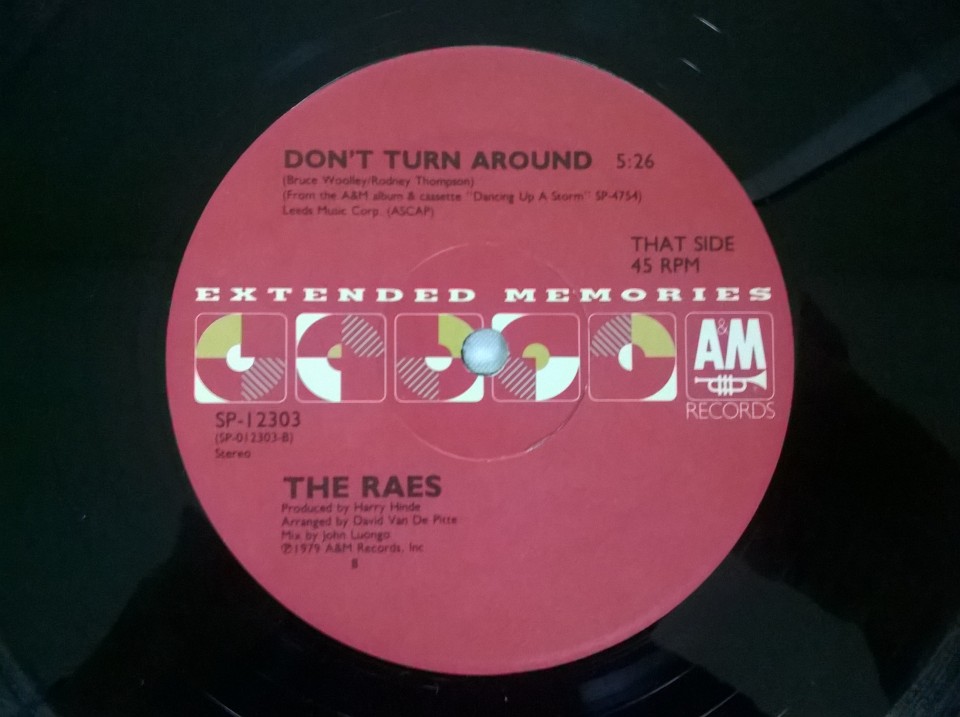 DON'T TURN AROUND 5:26
(Bruce Woolley/Rodney Thompson)
(From the A&M album & cassette "Dancing Up A Storm" SP-4754)
Leeds Music Corp. (ASCAP)
THAT SIDE
45 RPM
EXTENDED MEMORIES
A&M
RECORDS
SP-12303
(SP-012303-B)
Stereo
THE RAES
Produced by Harry Hinde
Arranged by David Van De Pitte
Mix by John Luongo
℗1979 A&M Records, Inc